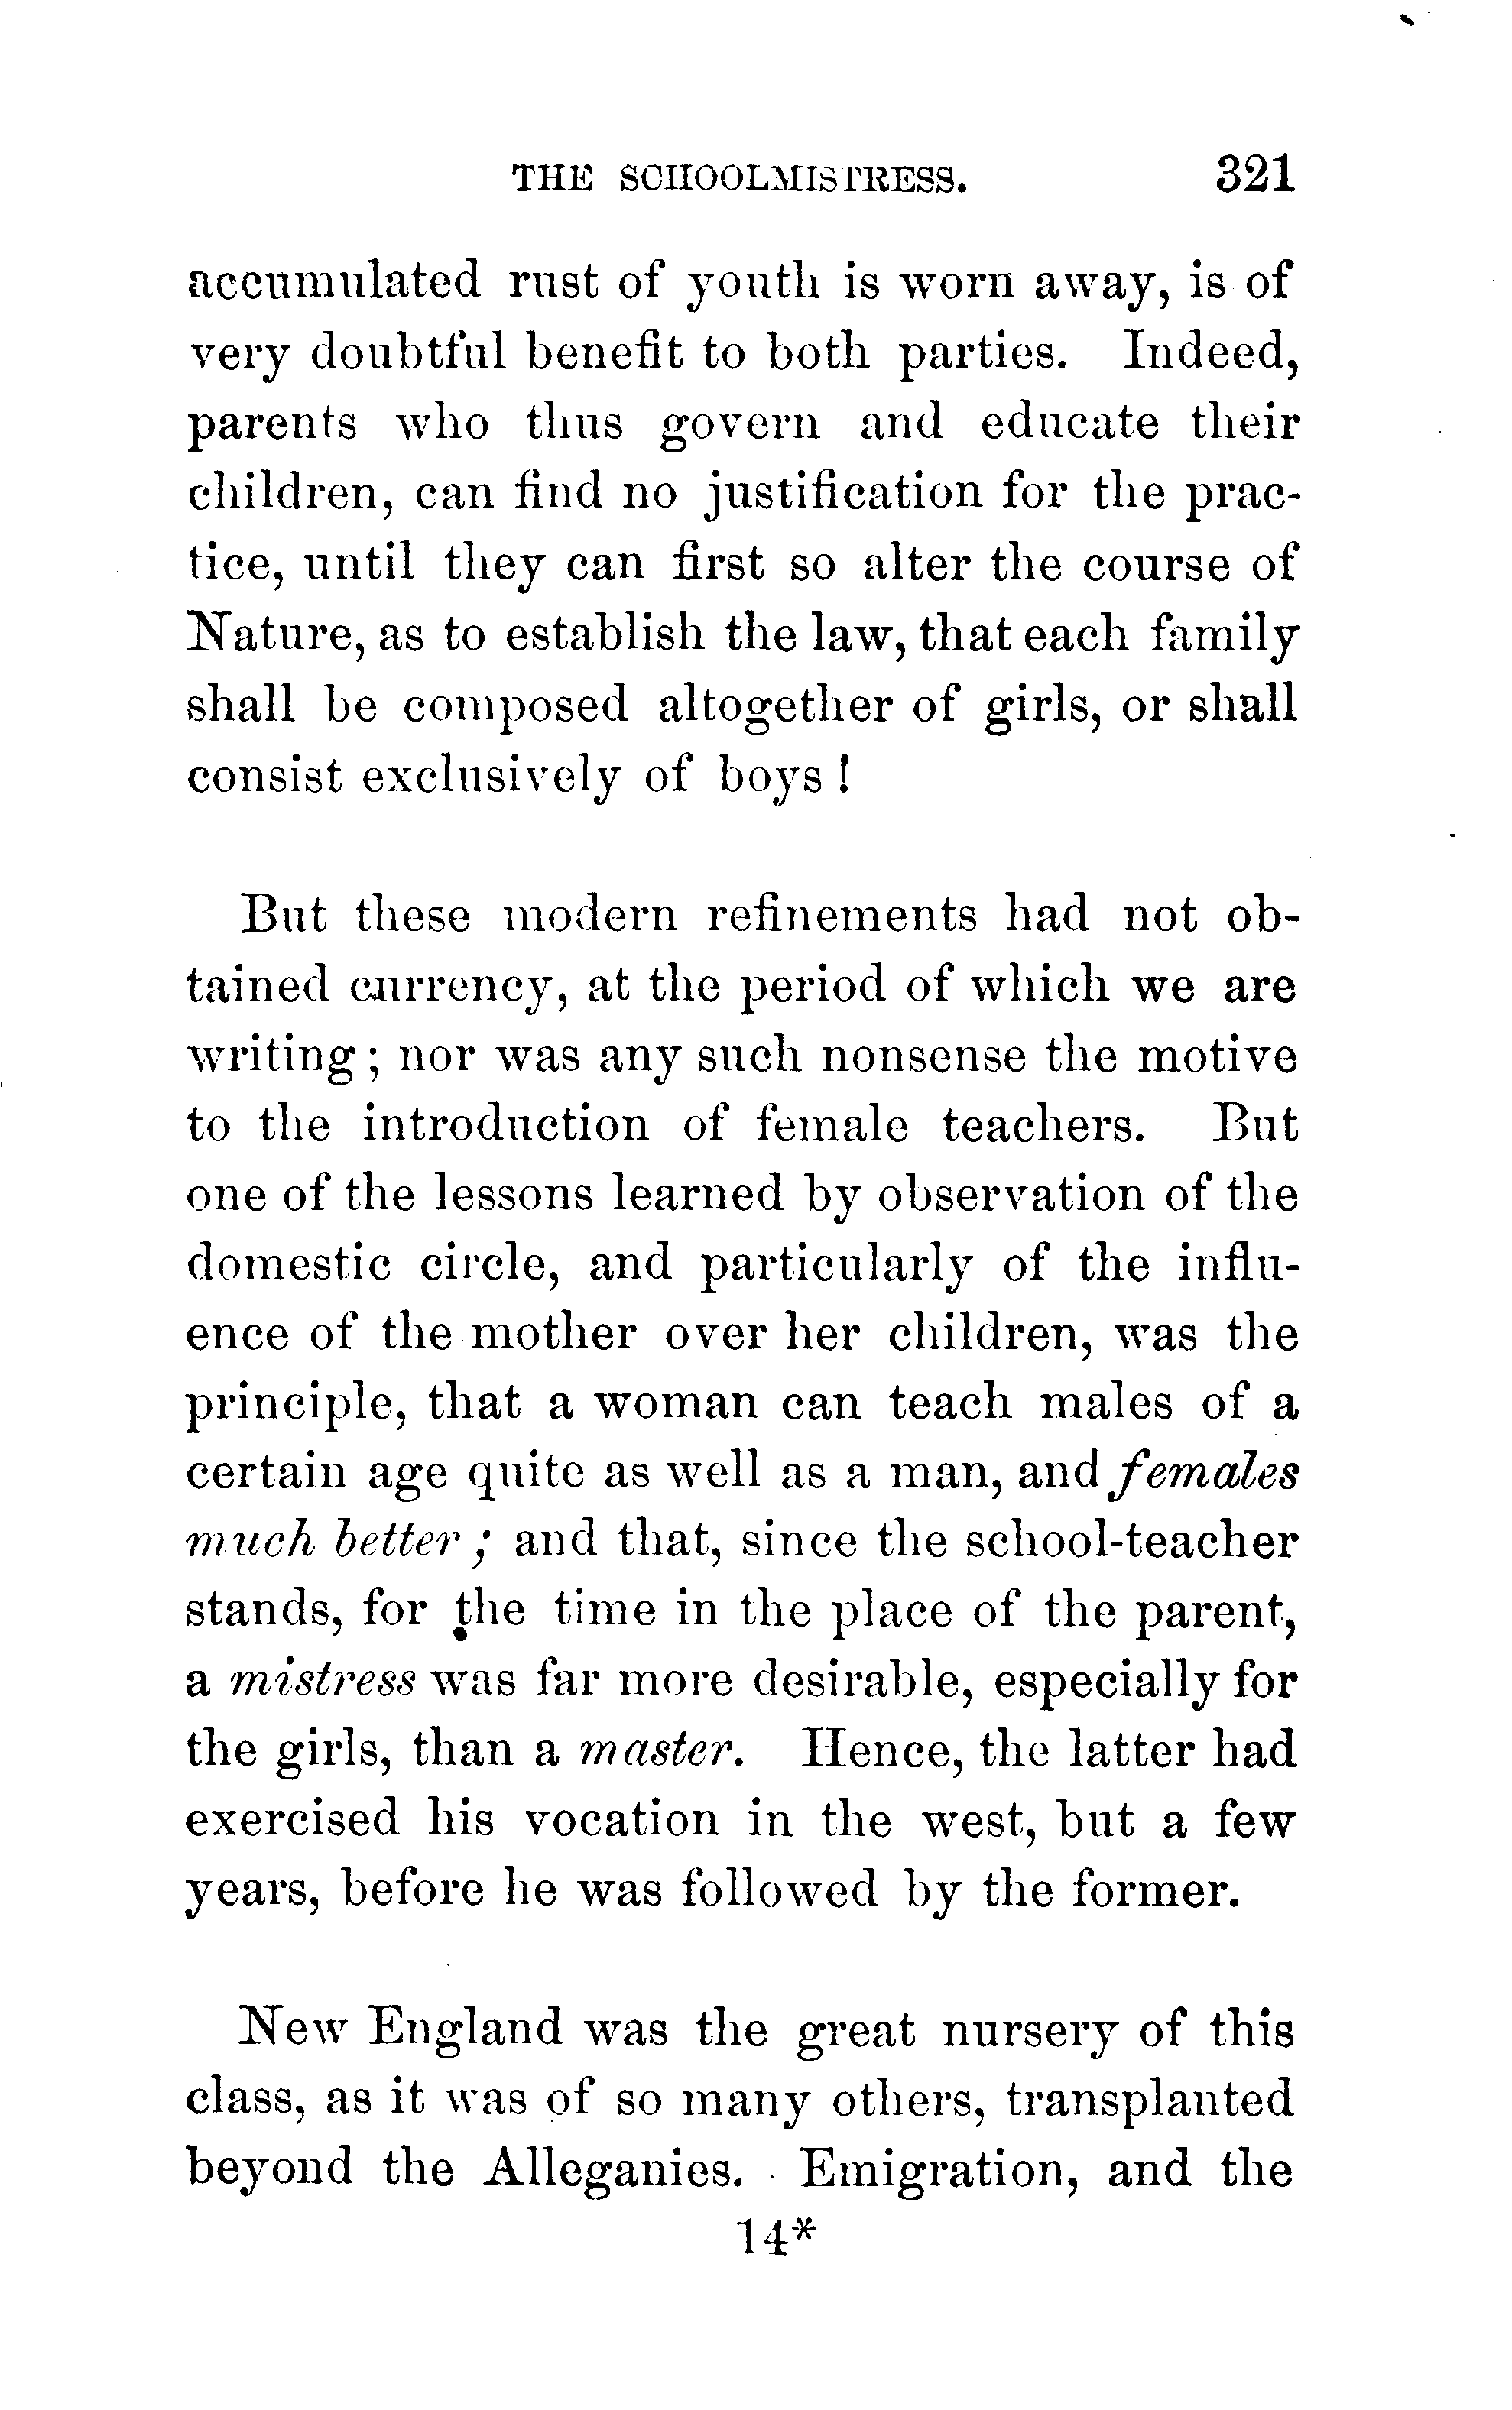 THE SCHOOLMISTRESS. 321
accumulated rust of youth is worn away, is of
very doubtful benefit to both parties. Indeed,
parents who thus govern and educate their
children, can find no justification for the prac-
tice, until they can first so alter the course of
Nature, as to establish the law, that each family
shall be composed altogether of girls, or shall
consist exclusively of boys!
But these modern refinements had not ob-
tained currency, at the period of which we are
writing; nor was any such nonsense the motive
to the introduction of female teachers. But
one of the lessons learned by observation of the
domestic circle, and particularly of the influ-
ence of the mother over her children, was the
principle, that a woman can teach males of a
certain age quite as well as a man, and females
much better; and that, since the school-teacher
stands, for the time in the place of the parent,
a mistress was far more desirable, especially for
the girls, than a master. Hence, the latter had
exercised his vocation in the west, but a few
years, before he was followed by the former.
New England was the great nursery of this
class, as it was of so many others, transplanted
beyond the Alleganies. Emigration, and the
14*